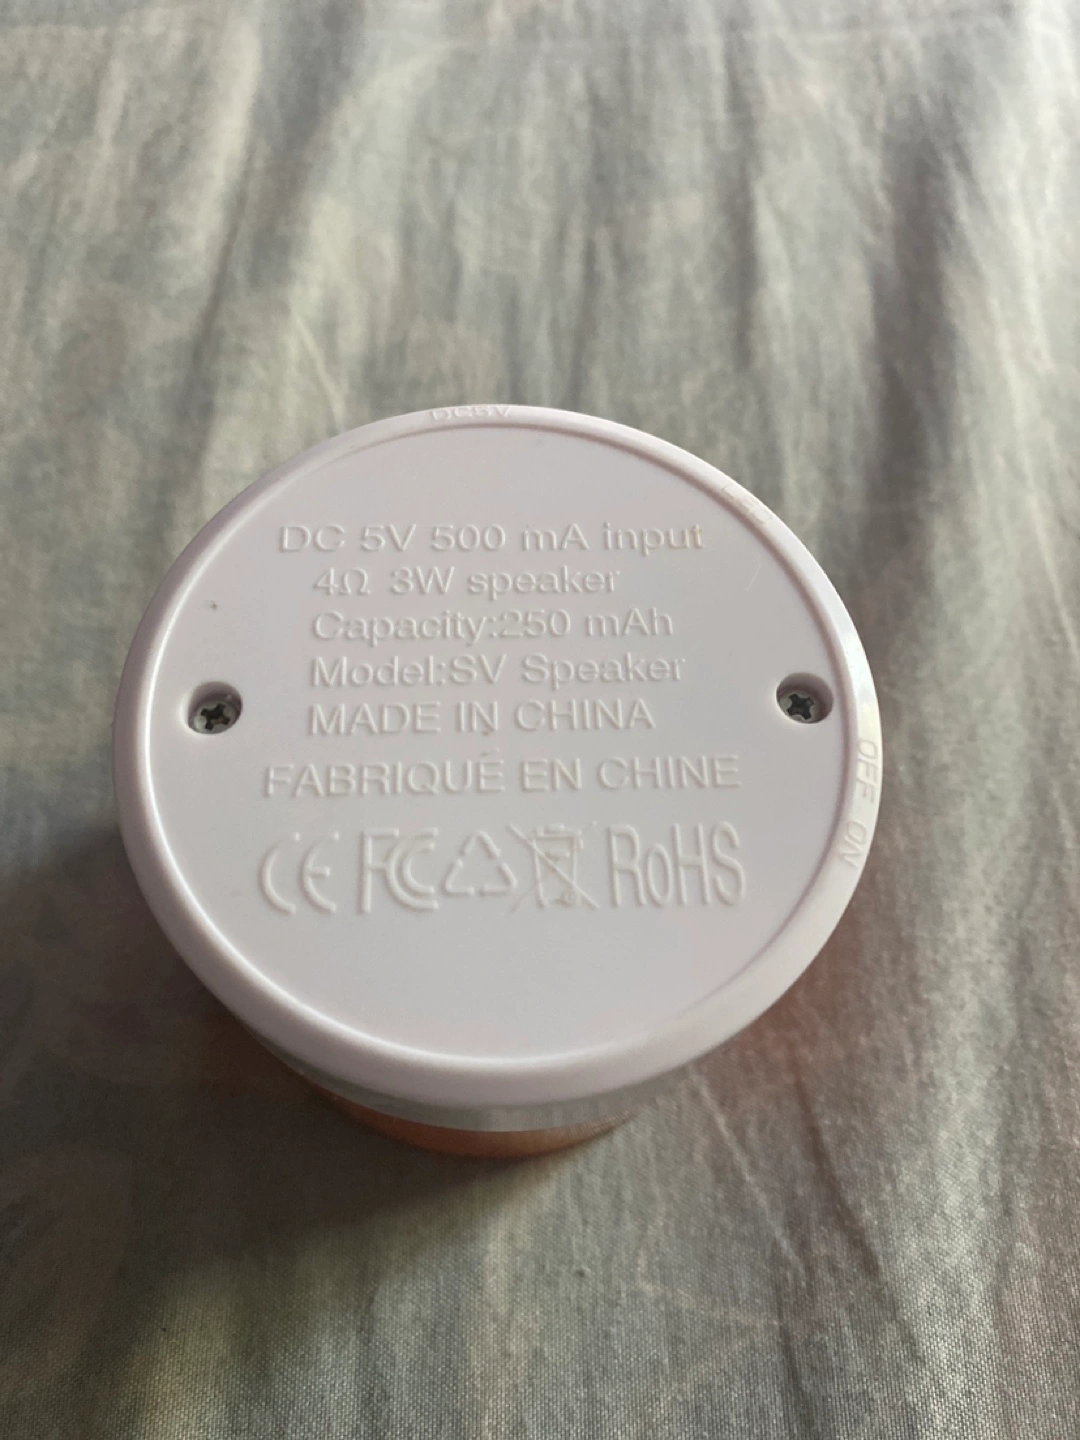 DC5V
LED
DC 5V 500 mA input
4Ω 3W speaker
Capacity:250 mAh
Model:SV Speaker
MADE IN CHINA
FABRIQUÉ EN CHINE
CE FC RoHS
OFF ON